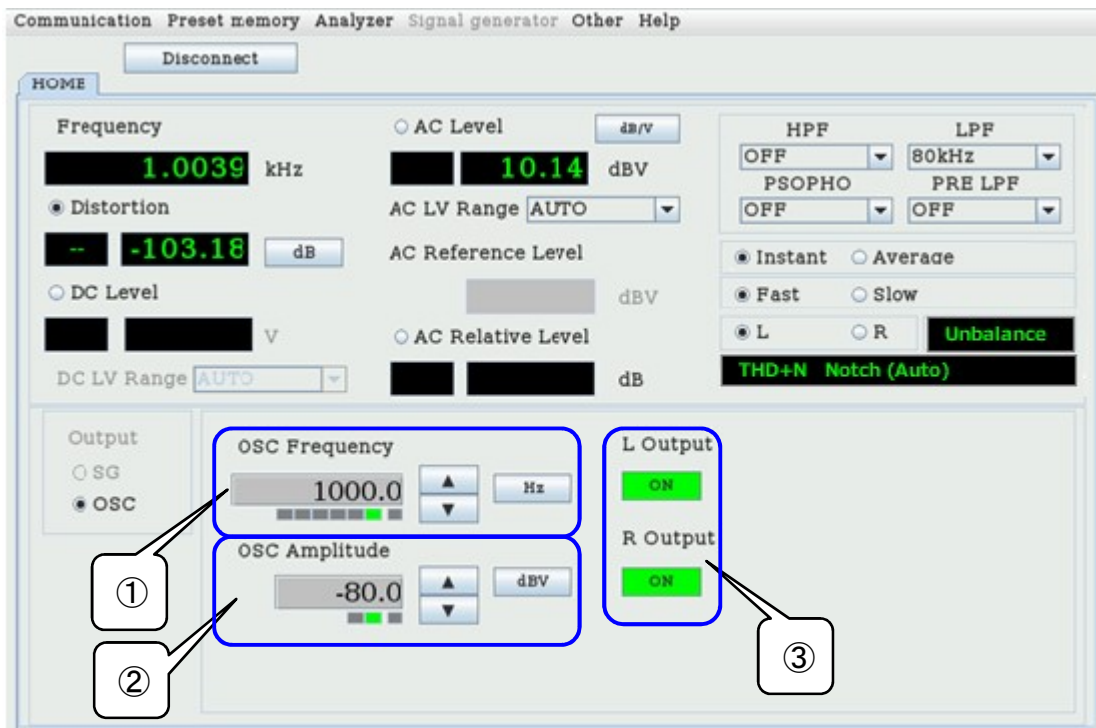 Communication Preset memory Analyzer Signal generator Other Help
Disconnect
HOME
Frequency
1.0039 kHz
Distortion
-- -103.18 dB
DC Level
V
DC LV Range AUTO
AC Level dB/V
10.14 dBV
AC LV Range AUTO
AC Reference Level
dBV
AC Relative Level
dB
HPF LPF
OFF 80kHz
PSOPHO PRE LPF
OFF OFF
Instant Average
Fast Slow
L R Unbalance
THD+N Notch (Auto)
Output
SG
OSC
OSC Frequency
1000.0 ▲ ▼ Hz
OSC Amplitude
-80.0 ▲ ▼ dBV
L Output
ON
R Output
ON
①
②
③